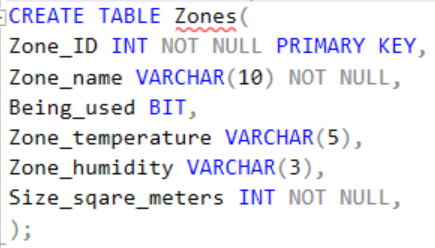 CREATE TABLE Zones(
Zone_ID INT NOT NULL PRIMARY KEY,
Zone_name VARCHAR(10) NOT NULL,
Being_used BIT,
Zone_temperature VARCHAR(5),
Zone_humidity VARCHAR(3),
Size_sqare_meters INT NOT NULL,
);